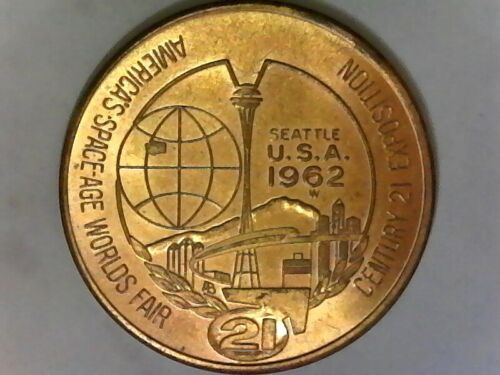 AMERICA'S SPACE-AGE WORLDS FAIR
CENTURY 21 EXPOSITION
SEATTLE
U.S.A.
1962
W
21